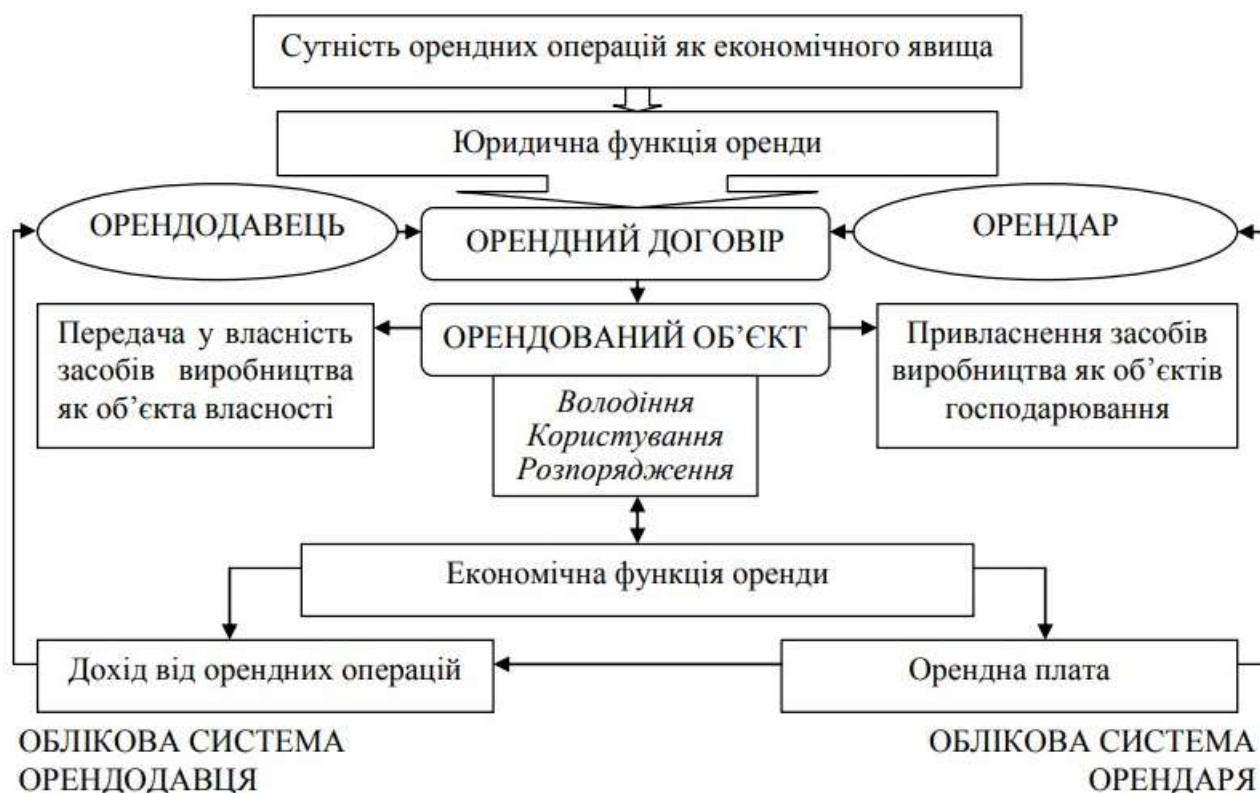 Сутність орендних операцій як економічного явища
Юридична функція оренди
ОРЕНДОДАВЕЦЬ
ОРЕНДНИЙ ДОГОВІР
ОРЕНДАР
Передача у власність
засобів виробництва
як об’єкта власності
ОРЕНДОВАНИЙ ОБ’ЄКТ
Привласнення засобів
виробництва як об’єктів
господарювання
Володіння
Користування
Розпорядження
Економічна функція оренди
Дохід від орендних операцій
Орендна плата
ОБЛІКОВА СИСТЕМА
ОРЕНДОДАВЦЯ
ОБЛІКОВА СИСТЕМА
ОРЕНДАРЯ